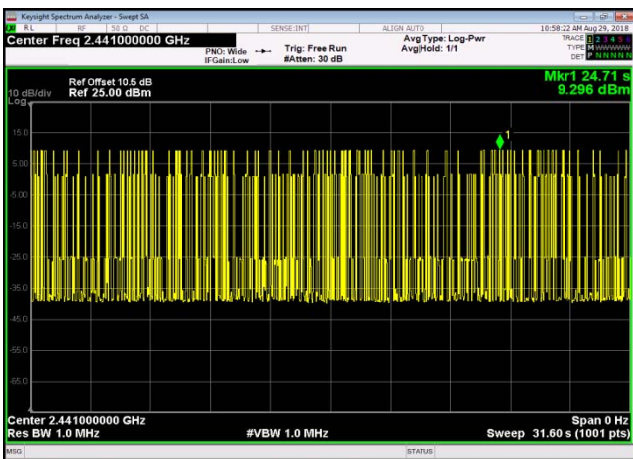 Keysight Spectrum Analyzer - Swept SA
RL RF 50 Ω DC SENSE:INT ALIGN AUTO 10:58:22 AM Aug 29, 2018
Center Freq 2.441000000 GHz
PNO: Wide
IFGain:Low
Trig: Free Run
#Atten: 30 dB
Avg Type: Log-Pwr
Avg|Hold: 1/1
TRACE 1 2 3 4 5 6
TYPE M WWWWW
DET P N N N N N
Mkr1 24.71 s
9.296 dBm
10 dB/div
Log
Ref Offset 10.5 dB
Ref 25.00 dBm
1
15.0
5.00
-5.00
-15.0
-25.0
-35.0
-45.0
-55.0
-65.0
Center 2.441000000 GHz Span 0 Hz
Res BW 1.0 MHz #VBW 1.0 MHz Sweep 31.60 s (1001 pts)
MSG STATUS